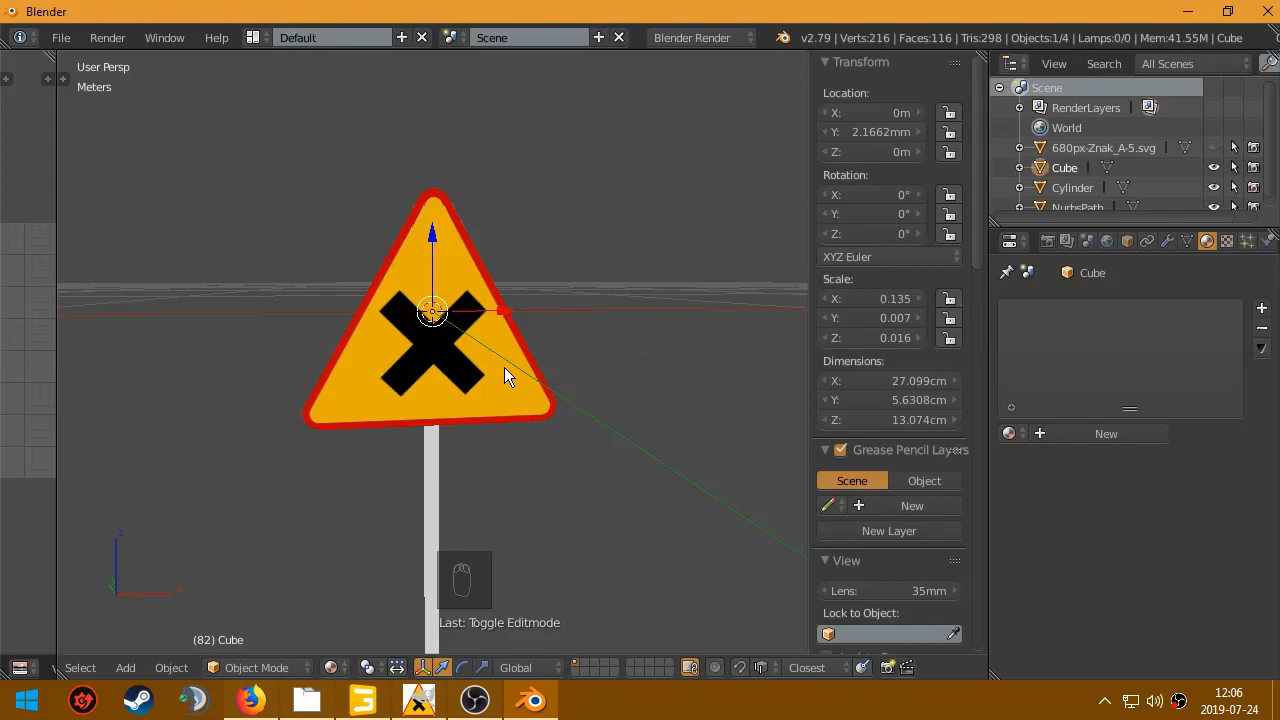 Blender
File Render Window Help Default Scene Blender Render v2.79 | Verts:216 | Faces:116 | Tris:298 | Objects:1/4 | Lamps:0/0 | Mem:41.55M | Cube
User Persp
Meters
Transform
Location:
X: 0m
Y: 2.1662mm
Z: 0m
Rotation:
X: 0°
Y: 0°
Z: 0°
XYZ Euler
Scale:
X: 0.135
Y: 0.007
Z: 0.016
Dimensions:
X: 27.099cm
Y: 5.6308cm
Z: 13.074cm
Grease Pencil Layers
Scene Object
New
New Layer
View
Lens: 35mm
Lock to Object:
View Search All Scenes
Scene
RenderLayers
World
680px-Znak_A-5.svg
Cube
Cylinder
NurbsPath
Cube
New
z
x
Last: Toggle Editmode
(82) Cube
Select Add Object Object Mode Global Closest
12:06
2019-07-24